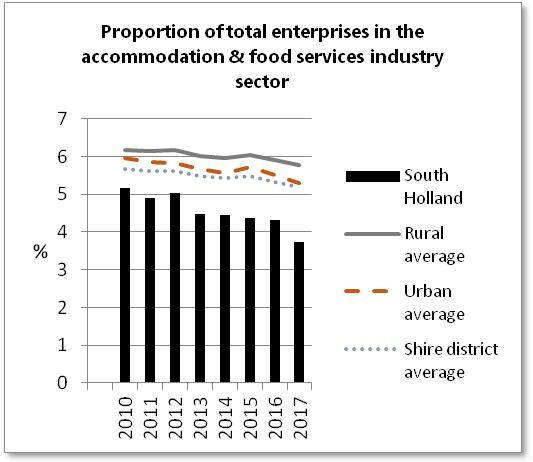 Proportion of total enterprises in the
accommodation & food services industry
sector
7
6
5
4
3
2
1
0
%
2010
2011
2012
2013
2014
2015
2016
2017
South
Holland
Rural
average
Urban
average
Shire district
average